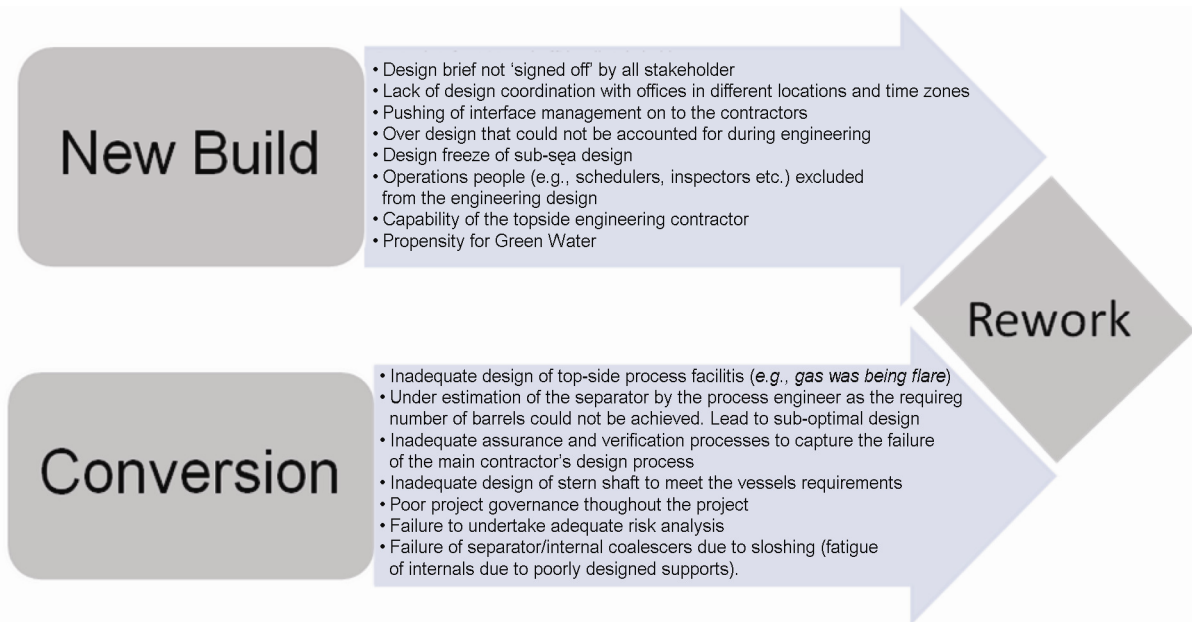 New Build
• Design brief not ‘signed off’ by all stakeholder
• Lack of design coordination with offices in different locations and time zones
• Pushing of interface management on to the contractors
• Over design that could not be accounted for during engineering
• Design freeze of sub-sęa design
• Operations people (e.g., schedulers, inspectors etc.) excluded
from the engineering design
• Capability of the topside engineering contractor
• Propensity for Green Water
Rework
Conversion
• Inadequate design of top-side process facilitis (e.g., gas was being flare)
• Under estimation of the separator by the process engineer as the requireg
number of barrels could not be achieved. Lead to sub-optimal design
• Inadequate assurance and verification processes to capture the failure
of the main contractor’s design process
• Inadequate design of stern shaft to meet the vessels requirements
• Poor project governance thoughout the project
• Failure to undertake adequate risk analysis
• Failure of separator/internal coalescers due to sloshing (fatigue
of internals due to poorly designed supports).